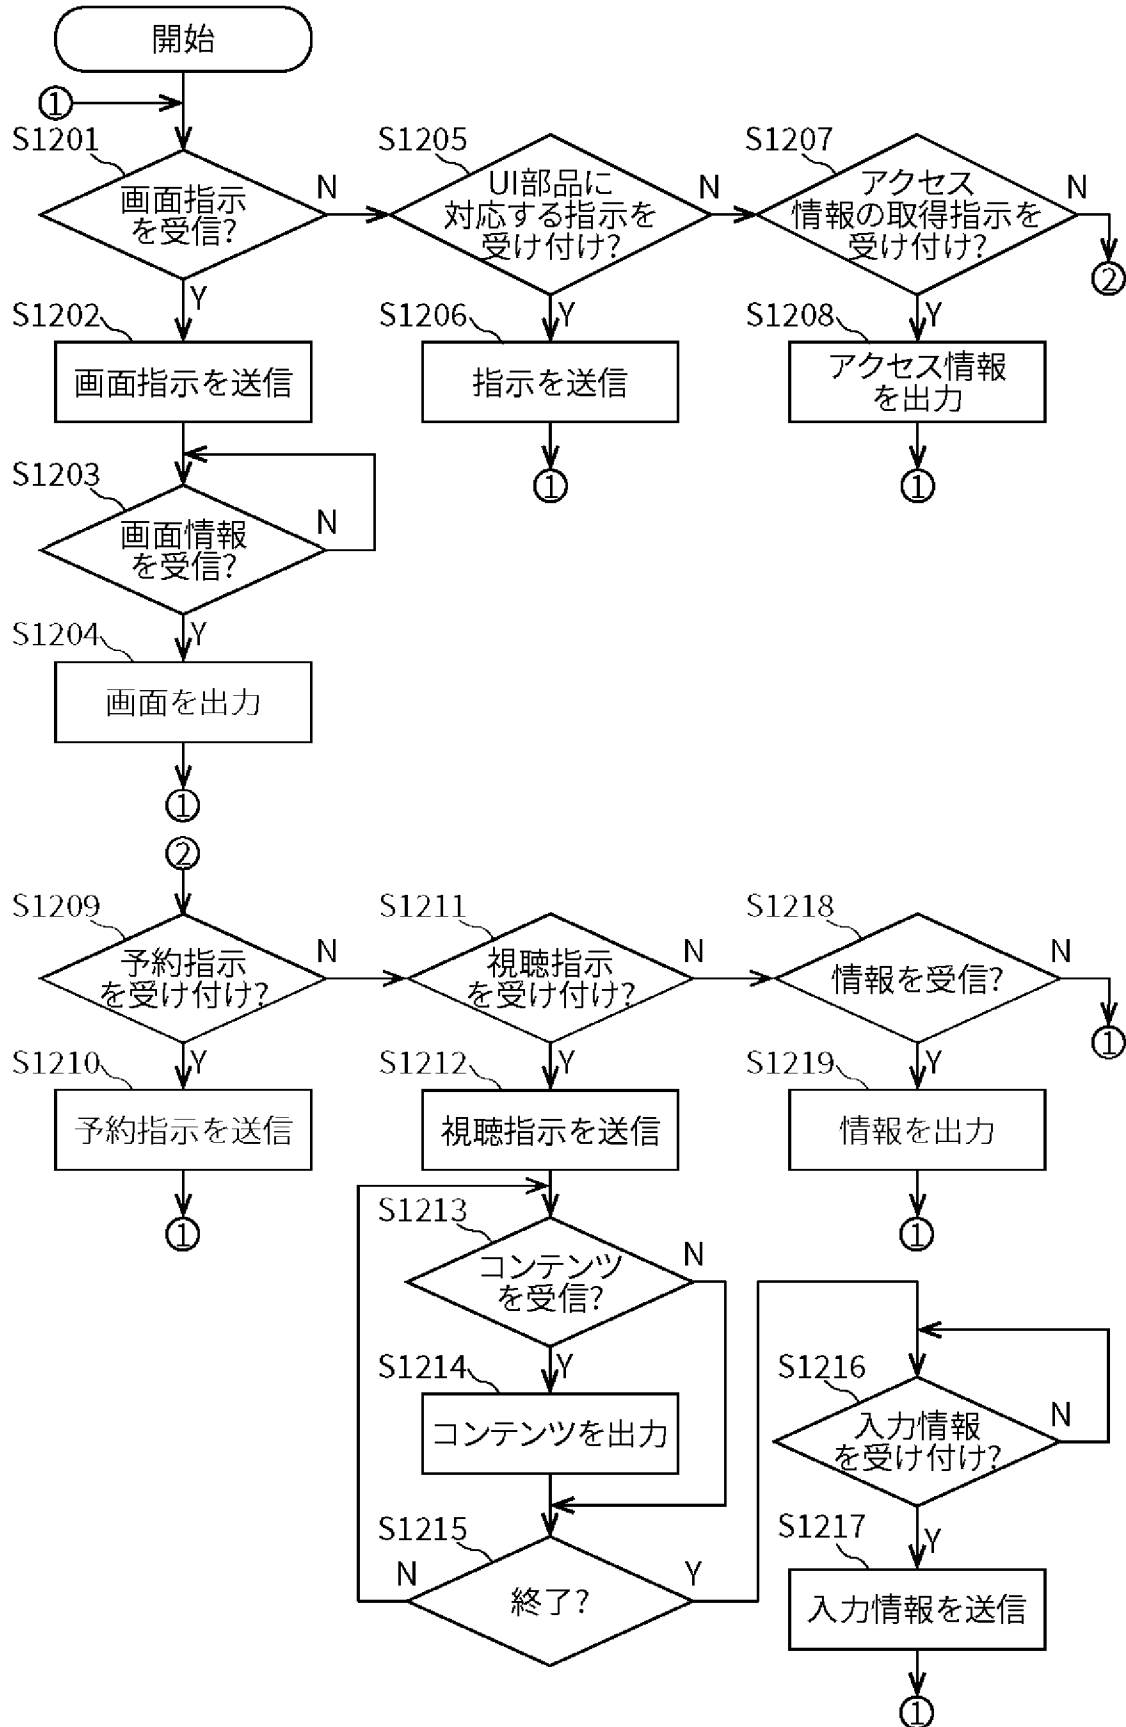 開始
①
S1201
画面指示
を受信?
N
Y
S1205
UI部品に
対応する指示を
受け付け?
N
Y
S1207
アクセス
情報の取得指示を
受け付け?
N
②
Y
S1202
画面指示を送信
S1206
指示を送信
①
S1208
アクセス情報
を出力
①
S1203
画面情報
を受信?
N
Y
S1204
画面を出力
①
②
S1209
予約指示
を受け付け?
N
Y
S1211
視聴指示
を受け付け?
N
Y
S1218
情報を受信?
N
①
Y
S1210
予約指示を送信
①
S1212
視聴指示を送信
S1219
情報を出力
①
S1213
コンテンツ
を受信?
N
Y
S1214
コンテンツを出力
S1215
終了?
N
Y
S1216
入力情報
を受け付け?
N
Y
S1217
入力情報を送信
①